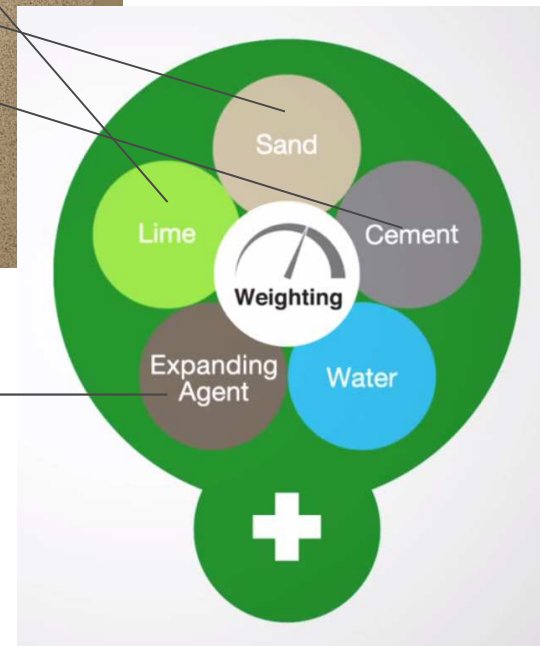 Sand
Lime
Cement
Weighting
Expanding
Agent
Water